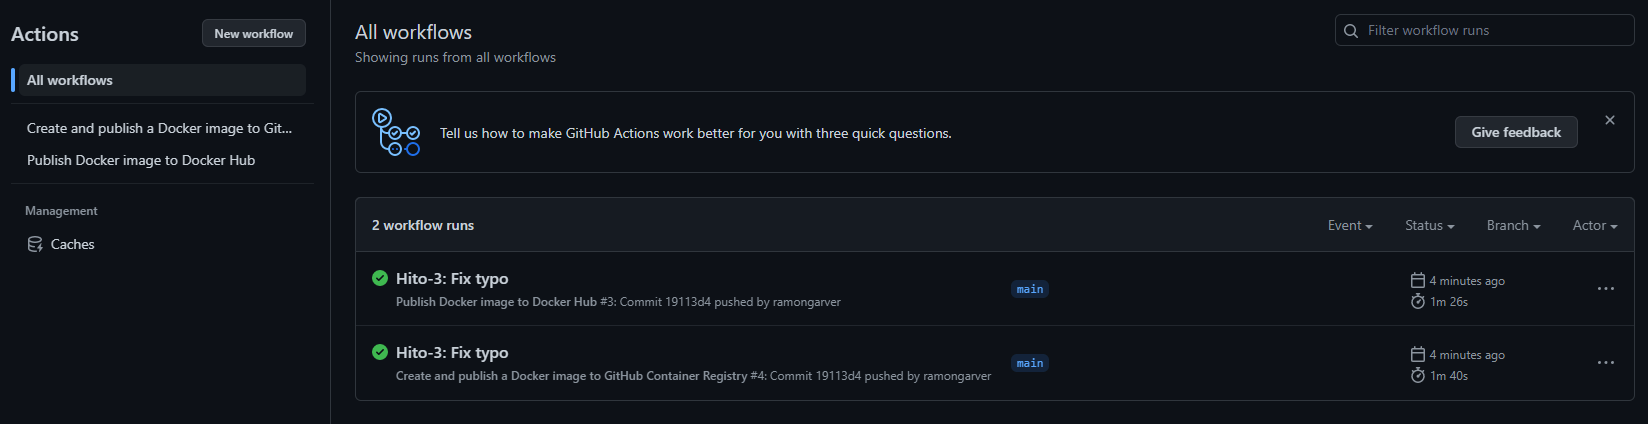 Actions
New workflow
All workflows
Create and publish a Docker image to Git...
Publish Docker image to Docker Hub
Management
Caches
All workflows
Showing runs from all workflows
Filter workflow runs
Tell us how to make GitHub Actions work better for you with three quick questions.
Give feedback
2 workflow runs
Event Status Branch Actor
Hito-3: Fix typo
Publish Docker image to Docker Hub #3: Commit 19113d4 pushed by ramongarver
main
4 minutes ago
1m 26s
Hito-3: Fix typo
Create and publish a Docker image to GitHub Container Registry #4: Commit 19113d4 pushed by ramongarver
main
4 minutes ago
1m 40s